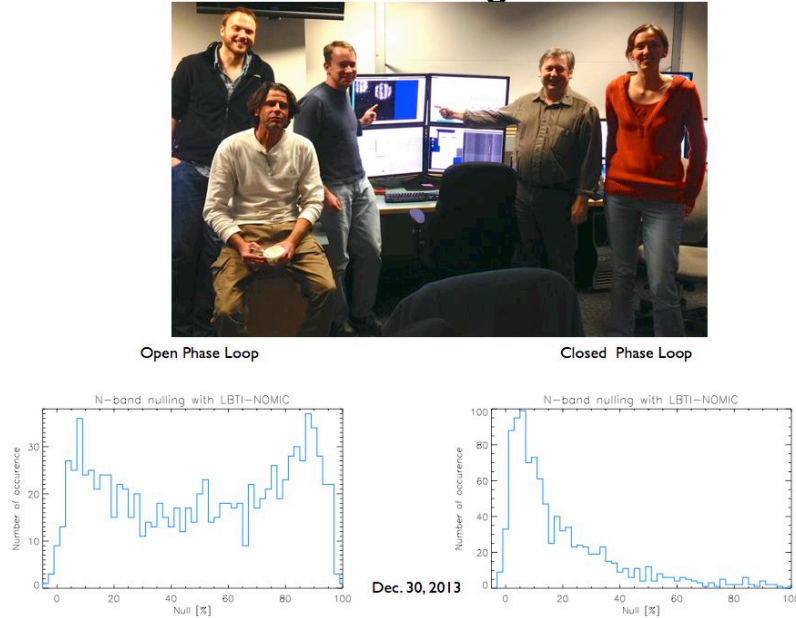 Open Phase Loop
Closed Phase Loop
N-band nulling with LBTI-NOMIC
Number of occurence
30
20
10
0
0
20
40
60
80
100
Null [%]
N-band nulling with LBTI-NOMIC
Number of occurence
100
80
60
40
20
0
0
20
40
60
80
100
Null [%]
Dec. 30, 2013